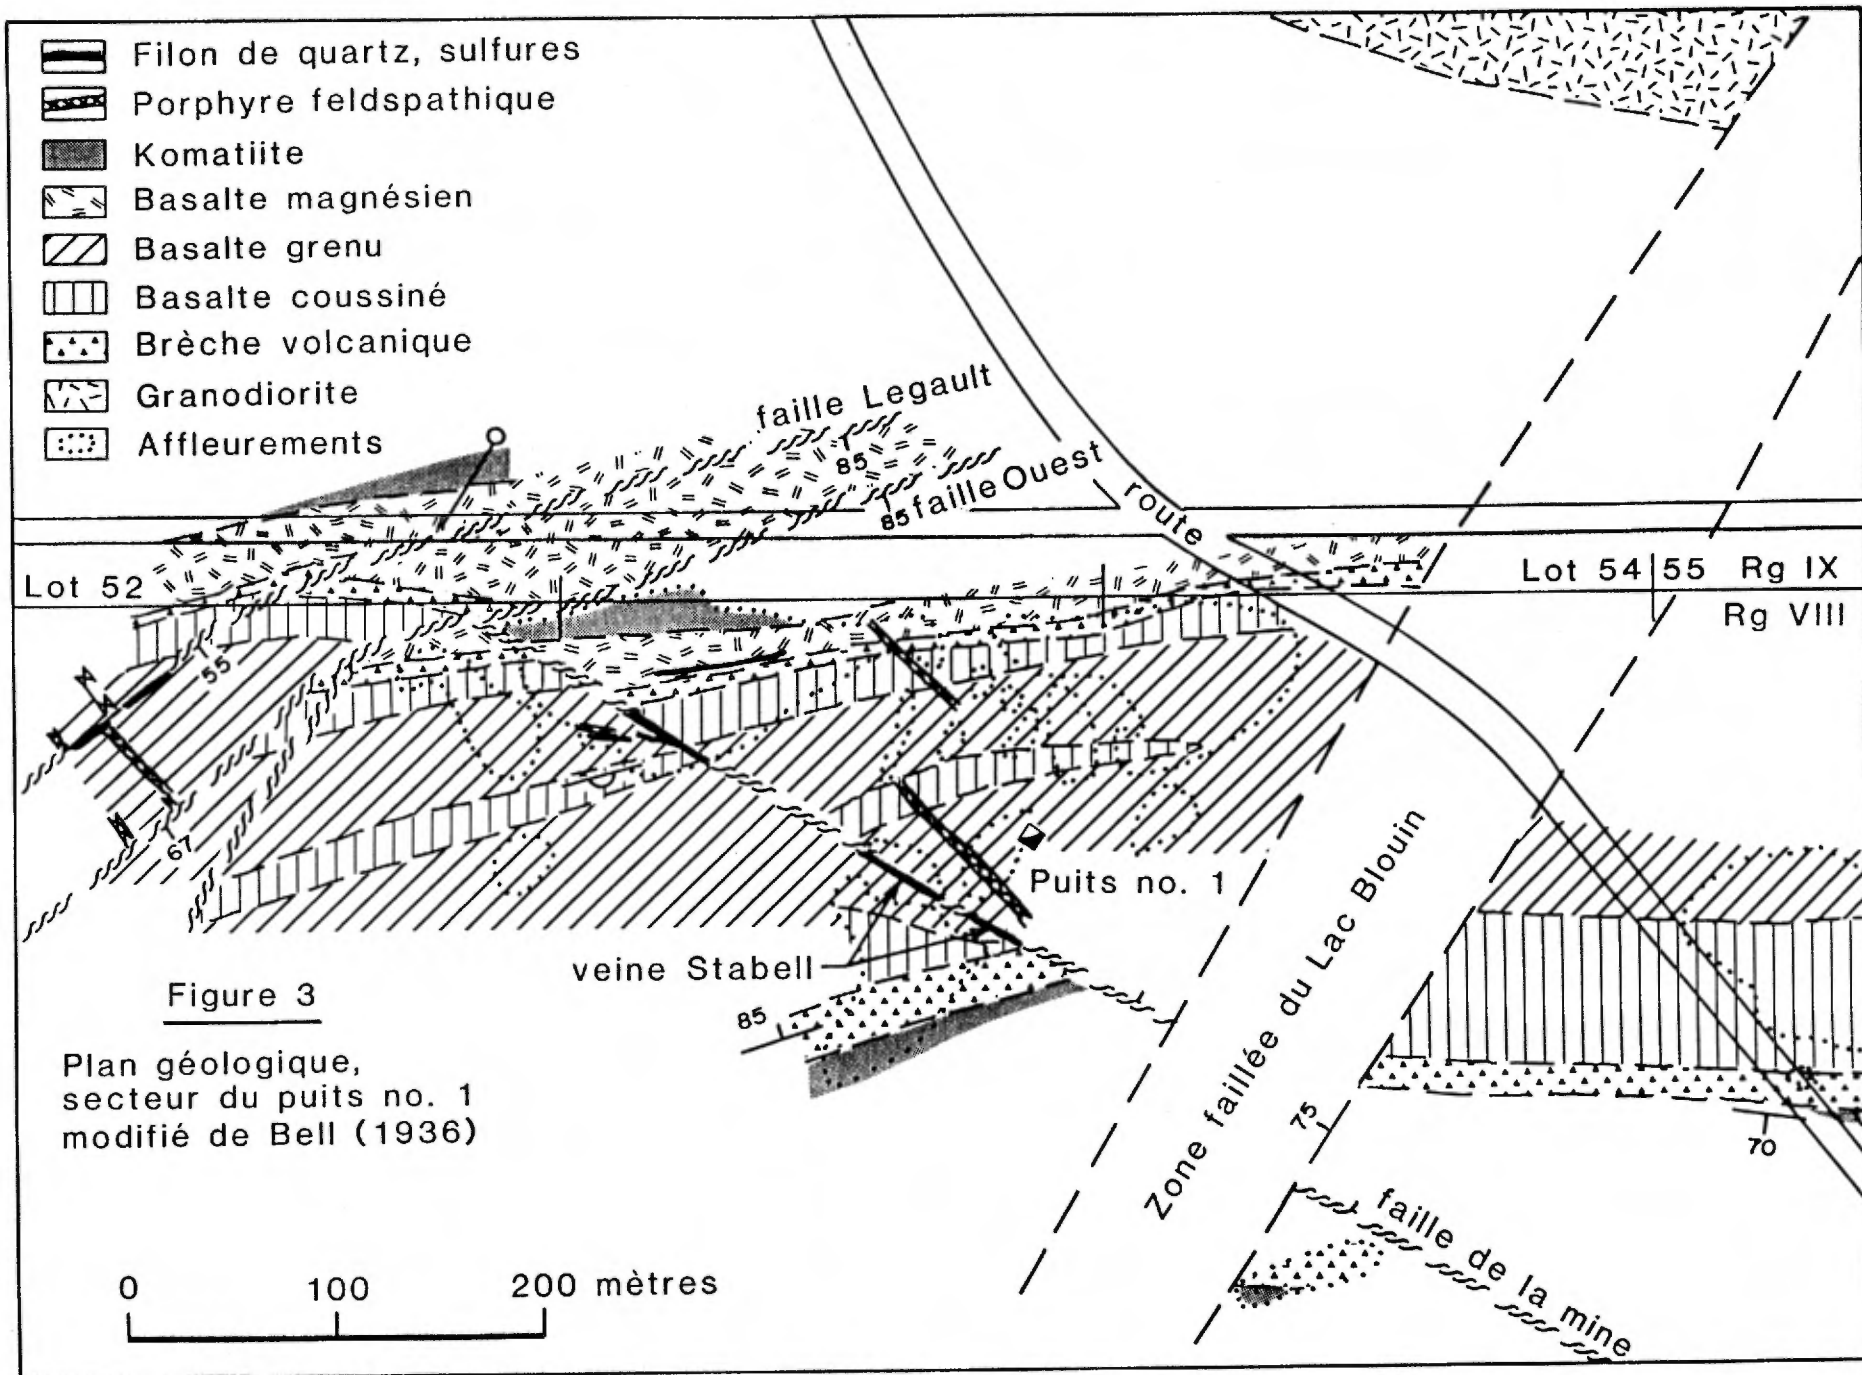 Filon de quartz, sulfures
Porphyre feldspathique
Komatiite
Basalte magnésien
Basalte grenu
Basalte coussiné
Brèche volcanique
Granodiorite
Affleurements
faille Legault
85
faille Ouest
85
route
Lot 52
Lot 54 55 Rg IX
Rg VIII
55
67
Puits no. 1
veine Stabell
85
Zone faillée du Lac Blouin
75
70
faille de la mine
Figure 3
Plan géologique,
secteur du puits no. 1
modifié de Bell (1936)
0 100 200 mètres